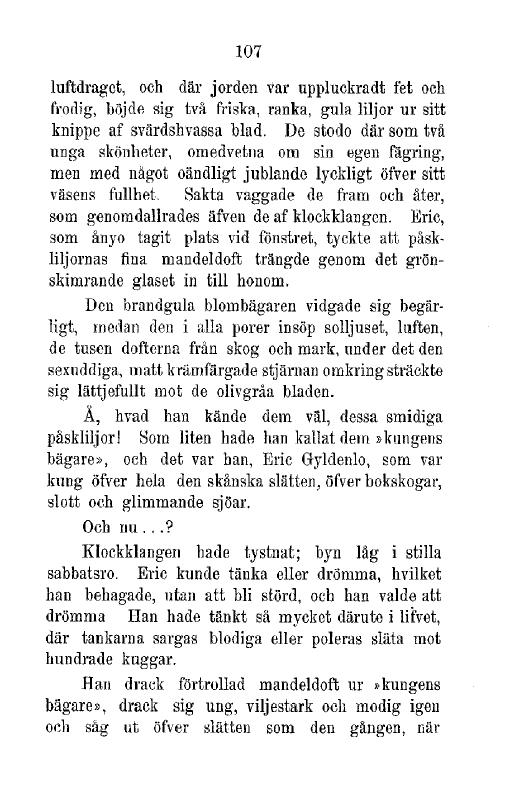 107
luftdraget, och där jorden var uppluckradt fet och
frodig, böjde sig två friska, ranka, gula liljor ur sitt
knippe af svärdshvassa blad. De stodo där som två
unga skönheter, omedvetna om sin egen fägring,
men med något oändligt jublande lyckligt öfver sitt
väsens fullhet. Sakta vaggade de fram och åter,
som genomdallrades äfven de af klockklangen. Eric,
som ånyo tagit plats vid fönstret, tyckte att påsk-
liljornas fina mandeldoft trängde genom det grön-
skimrande glaset in till honom.
Den brandgula blombägaren vidgade sig begär-
ligt, medan den i alla porer insöp solljuset, luften,
de tusen dofterna från skog och mark, under det den
sexuddiga, matt krämfärgade stjärnan omkring sträckte
sig lättjefullt mot de olivgråa bladen.
Å, hvad han kände dem väl, dessa smidiga
påskliljor! Som liten hade han kallat dem »kungens
bägare», och det var han, Eric Gyldenlo, som var
kung öfver hela den skånska slätten, öfver bokskogar,
slott och glimmande sjöar.
Och nu . . .?
Klockklangen hade tystnat; byn låg i stilla
sabbatsro. Eric kunde tänka eller drömma, hvilket
han behagade, utan att bli störd, och han valde att
drömma Han hade tänkt så mycket därute i lifvet,
där tankarna sargas blodiga eller poleras släta mot
hundrade kuggar.
Han drack förtrollad mandeldoft ur »kungens
bägare», drack sig ung, viljestark och modig igen
och såg ut öfver slätten som den gången, när